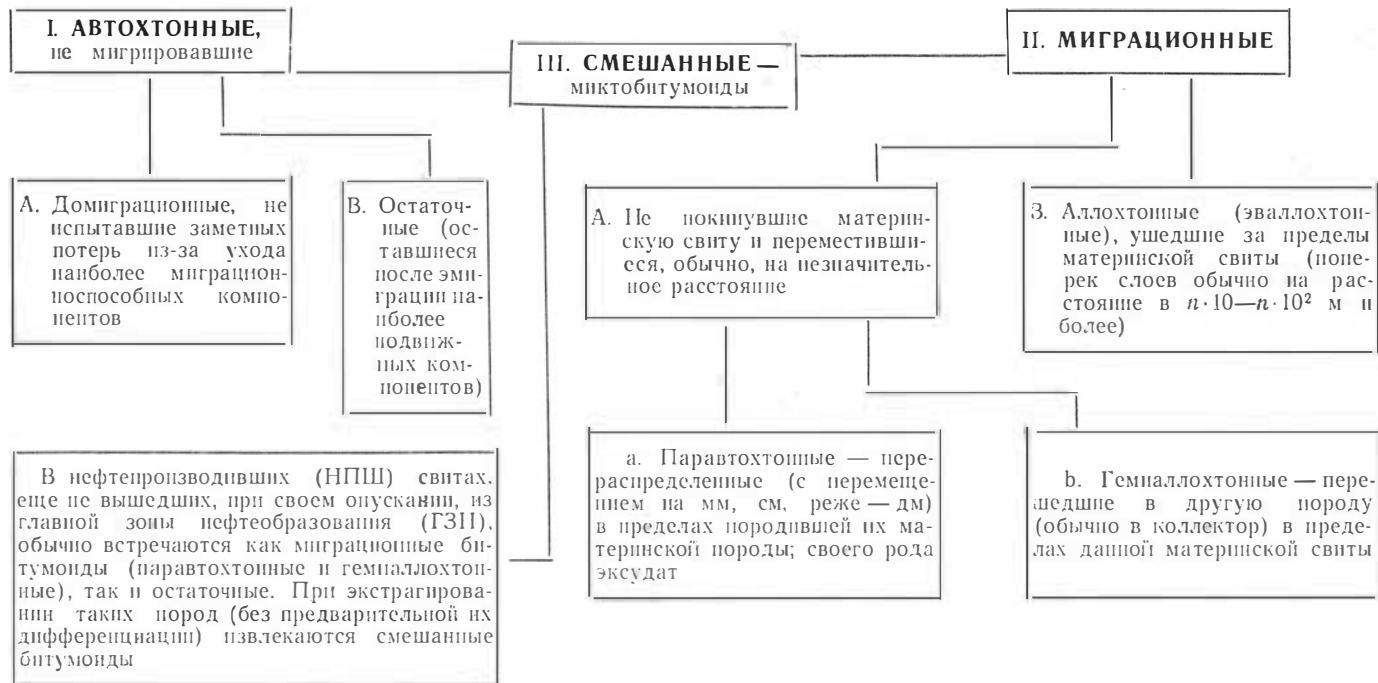 I. АВТОХТОННЫЕ,
не мигрировавшие
III. СМЕШАННЫЕ —
миктобитумоиды
II. МИГРАЦИОННЫЕ
А. Домиграционные, не
испытавшие заметных
потерь из-за ухода
наиболее миграцион-
носпособных компо-
нентов
В. Остаточ-
ные (ос-
тавшиеся
после эми-
грации на-
иболее
подвиж-
ных ком-
понентов)
А. Не покинувшие материн-
скую свиту и переместивши-
еся, обычно, на незначитель-
ное расстояние
З. Аллохтонные (эваллохтон-
ные), ушедшие за пределы
материнской свиты (попе-
рек слоев обычно на рас-
стояние в n·10—n·10² м и
более)
В нефтепроизводивших (НПШ) свитах,
еще не вышедших, при своем опускании, из
главной зоны нефтеобразования (ГЗН),
обычно встречаются как миграционные би-
тумоиды (паравтохтонные и гемиаллохтон-
ные), так и остаточные. При экстрагирова-
нии таких пород (без предварительной их
дифференциации) извлекаются смешанные
битумоиды
а. Паравтохтонные — пере-
распределенные (с перемеще-
нием на мм, см, реже — дм)
в пределах породившей их ма-
теринской породы; своего рода
эксудат
b. Гемиаллохтонные — пере-
шедшие в другую породу
(обычно в коллектор) в преде-
лах данной материнской свиты